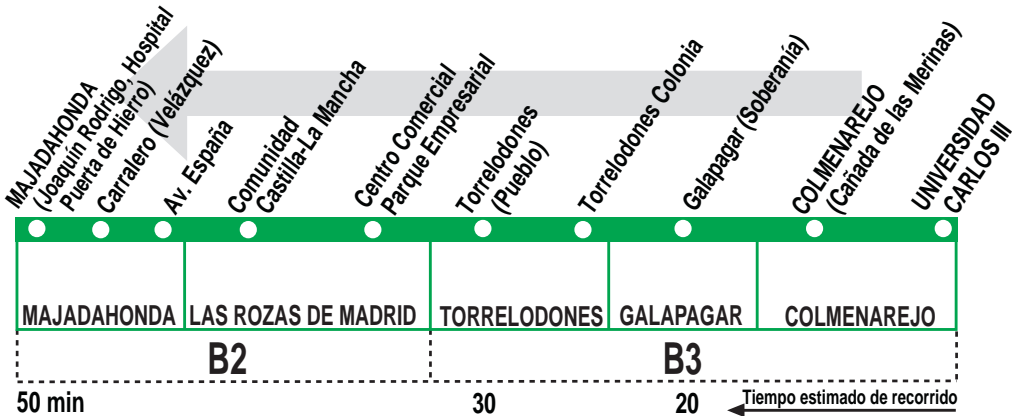 MAJADAHONDA
(Joaquín Rodrigo, Hospital
Puerta de Hierro)
Carralero (Velázquez)
Av. España
Comunidad
Castilla-La Mancha
Centro Comercial
Parque Empresarial
Torrelodones
(Pueblo)
Torrelodones Colonia
Galapagar (Soberanía)
COLMENAREJO
(Cañada de las Merinas)
UNIVERSIDAD
CARLOS III
MAJADAHONDA LAS ROZAS DE MADRID TORRELODONES GALAPAGAR COLMENAREJO
B2 B3
50 min 30 20 Tiempo estimado de recorrido